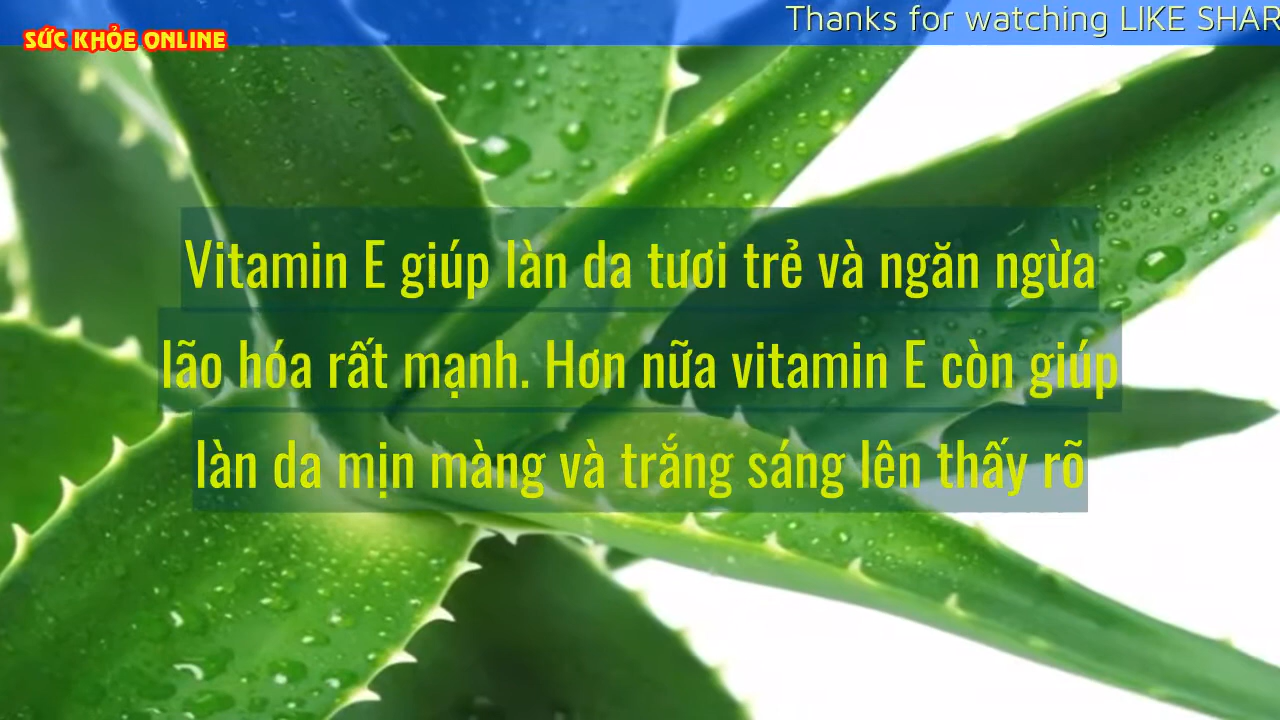 Thanks for watching LIKE SHAR
SỨC KHỎE ONLINE
Vitamin E giúp làn da tươi trẻ và ngăn ngừa
lão hóa rất mạnh. Hơn nữa vitamin E còn giúp
làn da mịn màng và trắng sáng lên thấy rõ